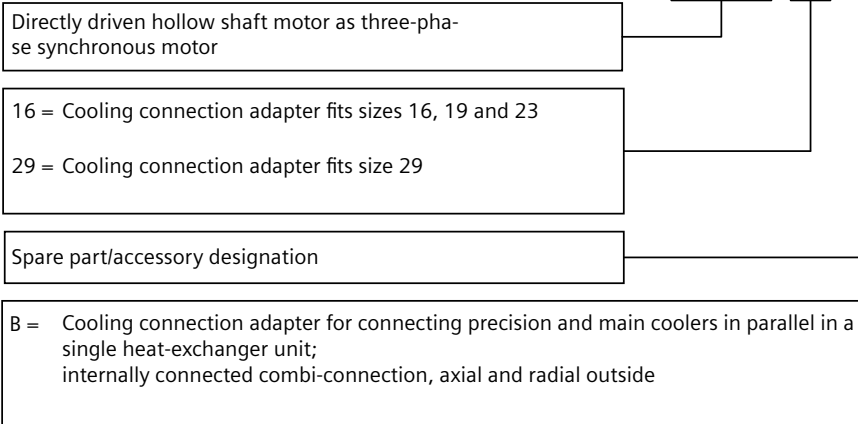 Directly driven hollow shaft motor as three-pha-
se synchronous motor
16 = Cooling connection adapter fits sizes 16, 19 and 23
29 = Cooling connection adapter fits size 29
Spare part/accessory designation
B = Cooling connection adapter for connecting precision and main coolers in parallel in a
single heat-exchanger unit;
internally connected combi-connection, axial and radial outside